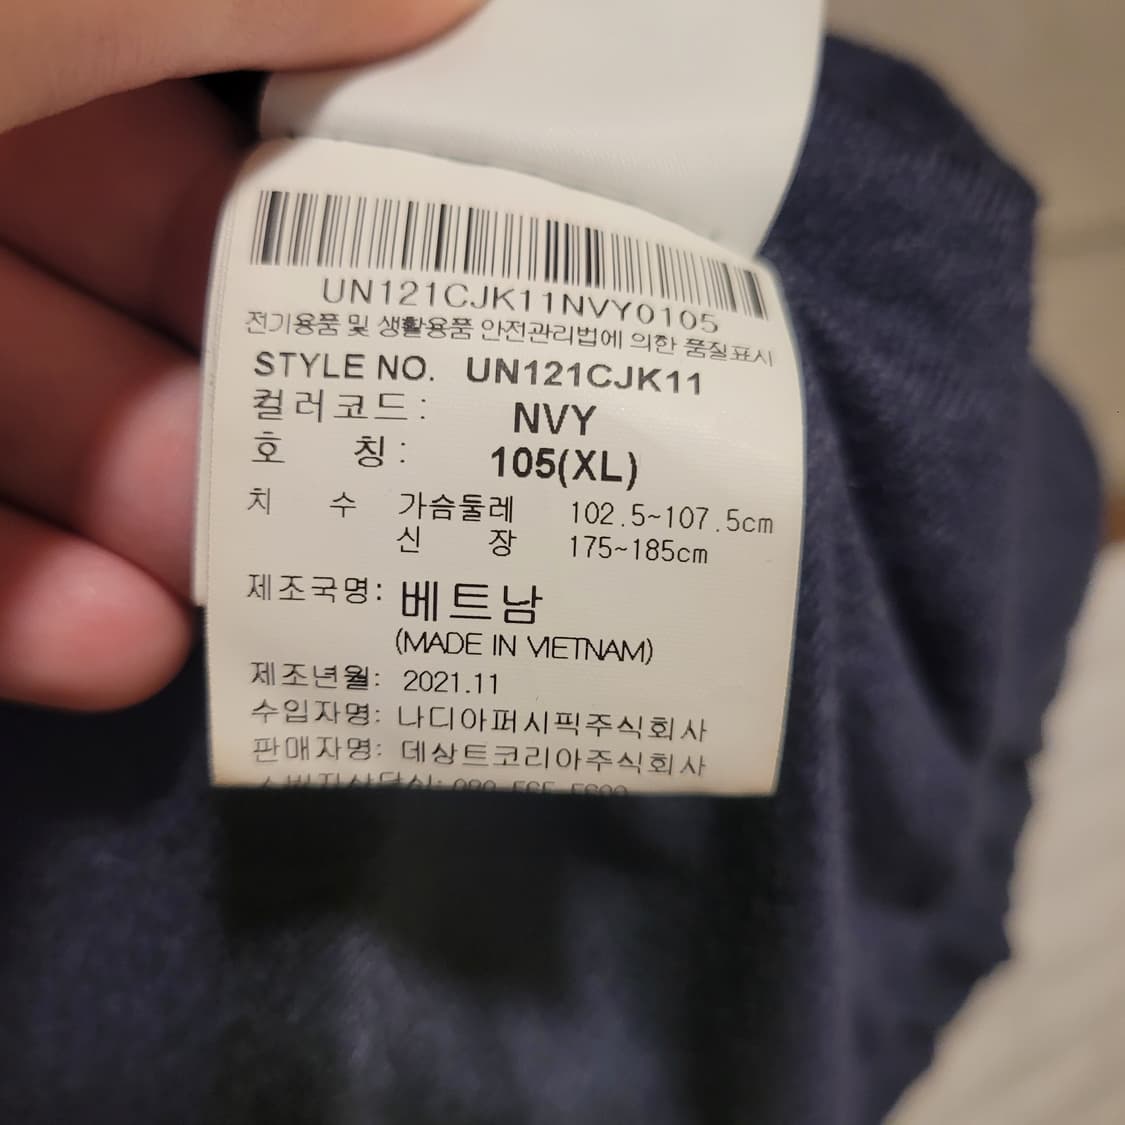 UN121CJK11NVY0105
전기용품 및 생활용품 안전관리법에 의한 품질표시
STYLE NO. UN121CJK11
컬러코드: NVY
호 칭: 105(XL)
치 수 가슴둘레 102.5~107.5cm
신 장 175~185cm
제조국명: 베트남
(MADE IN VIETNAM)
제조년월: 2021.11
수입자명: 나디아퍼시픽주식회사
판매자명: 데상트코리아주식회사